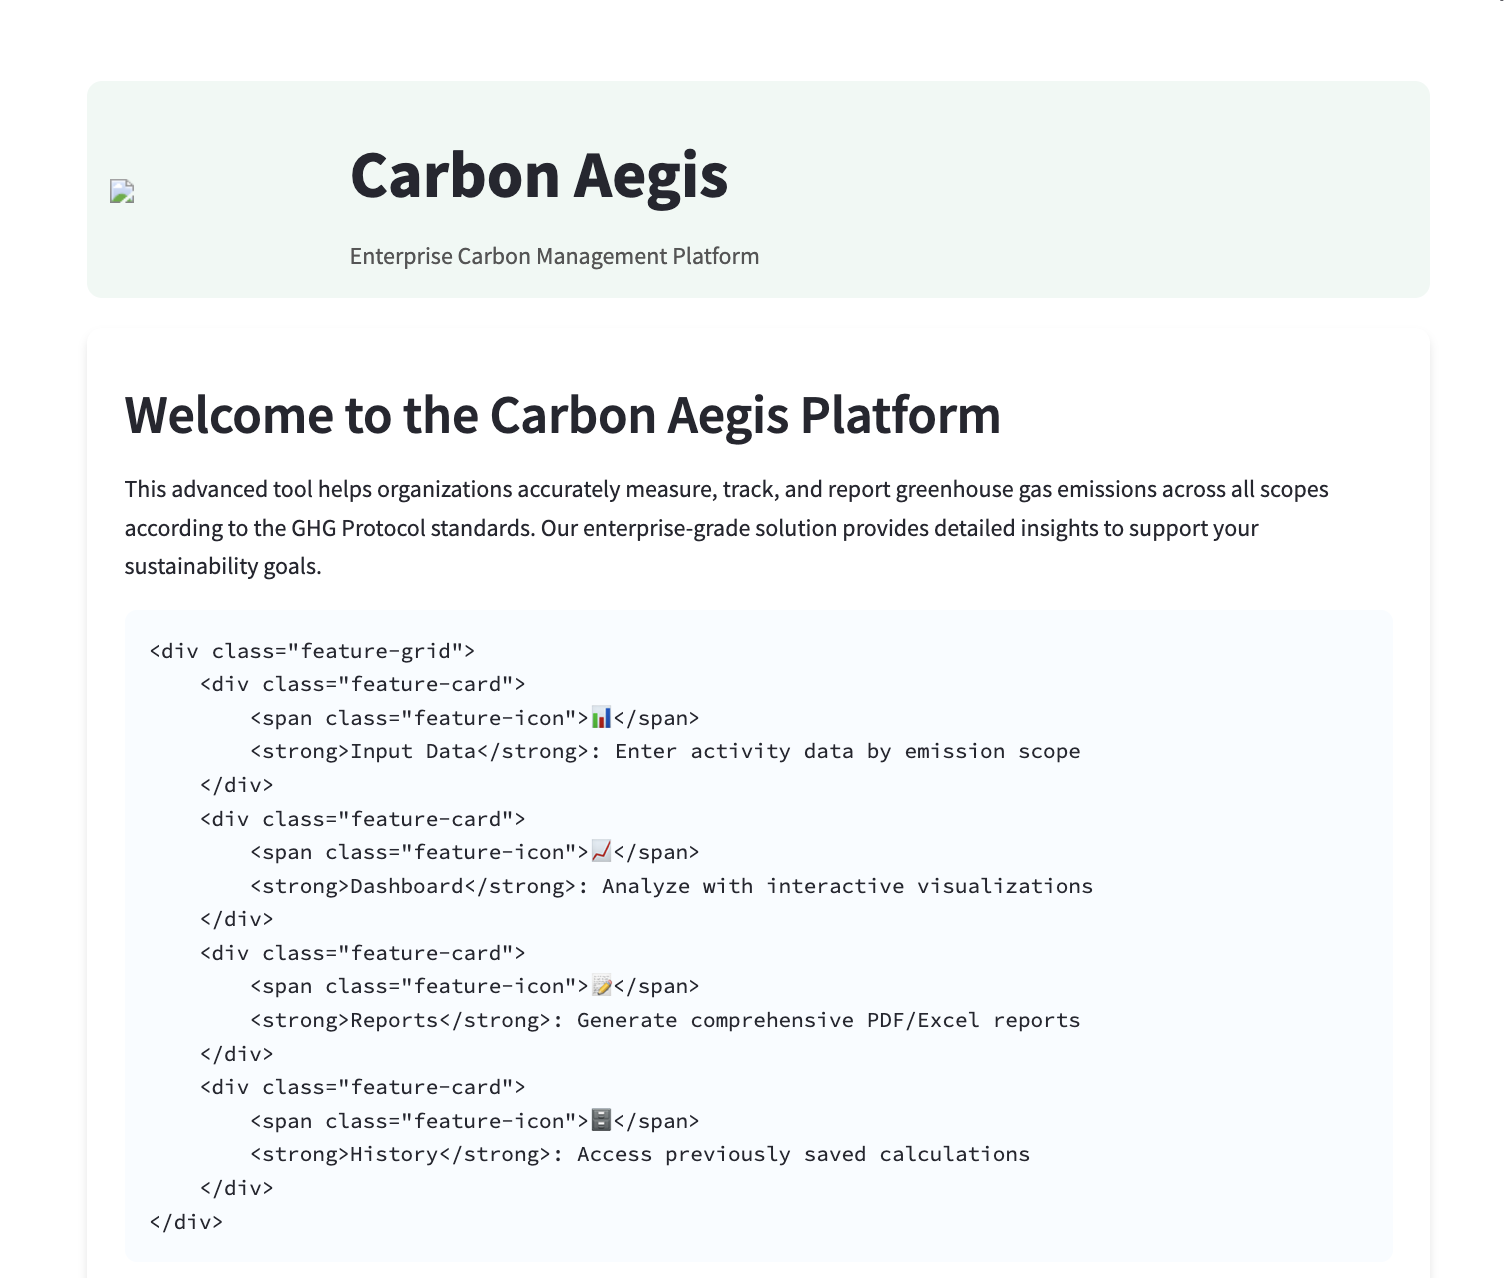 Carbon Aegis
Enterprise Carbon Management Platform
Welcome to the Carbon Aegis Platform
This advanced tool helps organizations accurately measure, track, and report greenhouse gas emissions across all scopes
according to the GHG Protocol standards. Our enterprise-grade solution provides detailed insights to support your
sustainability goals.
<div class="feature-grid">
    <div class="feature-card">
        <span class="feature-icon">📊</span>
        <strong>Input Data</strong>: Enter activity data by emission scope
    </div>
    <div class="feature-card">
        <span class="feature-icon">📈</span>
        <strong>Dashboard</strong>: Analyze with interactive visualizations
    </div>
    <div class="feature-card">
        <span class="feature-icon">📝</span>
        <strong>Reports</strong>: Generate comprehensive PDF/Excel reports
    </div>
    <div class="feature-card">
        <span class="feature-icon">🗄️</span>
        <strong>History</strong>: Access previously saved calculations
    </div>
</div>